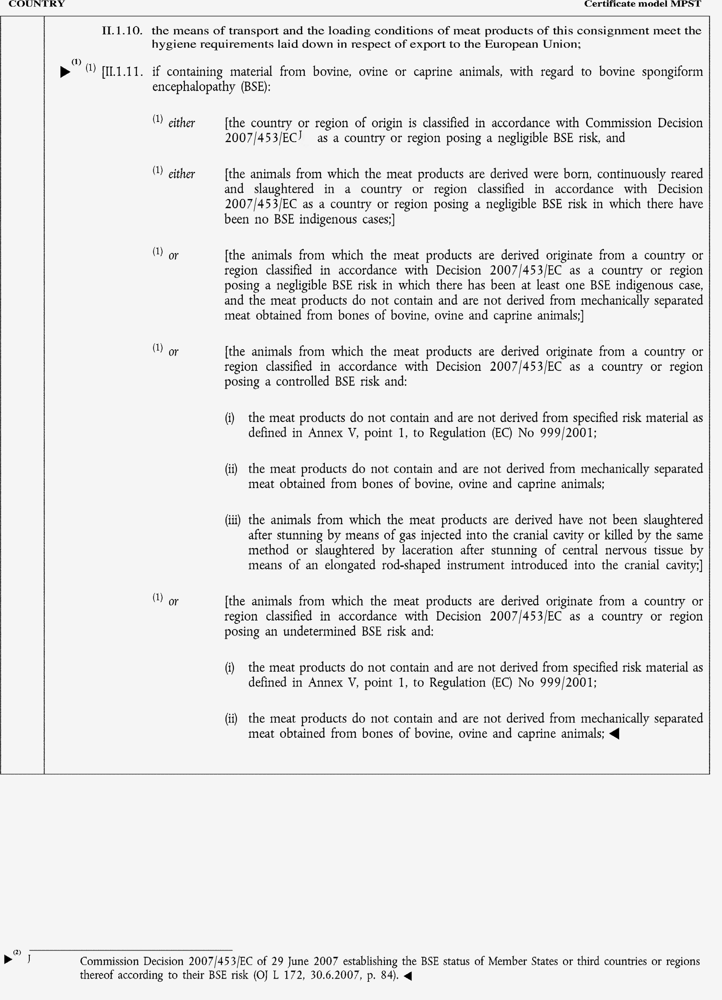 COUNTRY Certificate model MPST
II.1.10. the means of transport and the loading conditions of meat products of this consignment meet the
hygiene requirements laid down in respect of export to the European Union;
▶(1) (1) [II.1.11. if containing material from bovine, ovine or caprine animals, with regard to bovine spongiform
encephalopathy (BSE):
(1) either [the country or region of origin is classified in accordance with Commission Decision
2007/453/EC J as a country or region posing a negligible BSE risk, and
(1) either [the animals from which the meat products are derived were born, continuously reared
and slaughtered in a country or region classified in accordance with Decision
2007/453/EC as a country or region posing a negligible BSE risk in which there have
been no BSE indigenous cases;]
(1) or [the animals from which the meat products are derived originate from a country or
region classified in accordance with Decision 2007/453/EC as a country or region
posing a negligible BSE risk in which there has been at least one BSE indigenous case,
and the meat products do not contain and are not derived from mechanically separated
meat obtained from bones of bovine, ovine and caprine animals;]
(1) or [the animals from which the meat products are derived originate from a country or
region classified in accordance with Decision 2007/453/EC as a country or region
posing a controlled BSE risk and:
(i) the meat products do not contain and are not derived from specified risk material as
defined in Annex V, point 1, to Regulation (EC) No 999/2001;
(ii) the meat products do not contain and are not derived from mechanically separated
meat obtained from bones of bovine, ovine and caprine animals;
(iii) the animals from which the meat products are derived have not been slaughtered
after stunning by means of gas injected into the cranial cavity or killed by the same
method or slaughtered by laceration after stunning of central nervous tissue by
means of an elongated rod-shaped instrument introduced into the cranial cavity;]
(1) or [the animals from which the meat products are derived originate from a country or
region classified in accordance with Decision 2007/453/EC as a country or region
posing an undetermined BSE risk and:
(i) the meat products do not contain and are not derived from specified risk material as
defined in Annex V, point 1, to Regulation (EC) No 999/2001;
(ii) the meat products do not contain and are not derived from mechanically separated
meat obtained from bones of bovine, ovine and caprine animals; ◀
▶(2) J Commission Decision 2007/453/EC of 29 June 2007 establishing the BSE status of Member States or third countries or regions
thereof according to their BSE risk (OJ L 172, 30.6.2007, p. 84). ◀